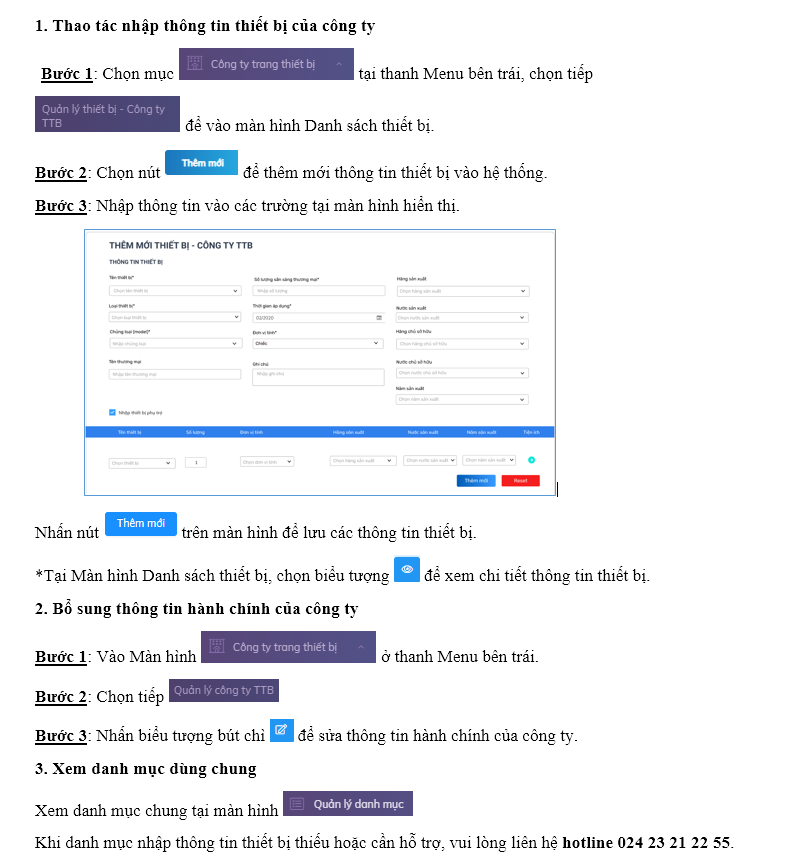 1. Thao tác nhập thông tin thiết bị của công ty
Bước 1: Chọn mục Công ty trang thiết bị tại thanh Menu bên trái, chọn tiếp
Quản lý thiết bị - Công ty
TTB để vào màn hình Danh sách thiết bị.
Bước 2: Chọn nút Thêm mới để thêm mới thông tin thiết bị vào hệ thống.
Bước 3: Nhập thông tin vào các trường tại màn hình hiển thị.
THÊM MỚI THIẾT BỊ - CÔNG TY TTB
THÔNG TIN THIẾT BỊ
Tên thiết bị* Số lượng sẵn sàng thương mại* Hãng sản xuất
Chọn tên thiết bị Nhập số lượng Chọn hãng sản xuất
Loại thiết bị* Thời gian áp dụng* Nước sản xuất
Chọn loại thiết bị 03/2020 Chọn nước sản xuất
Chủng loại (model)* Đơn vị tính* Hãng chủ sở hữu
Nhập chủng loại Chiếc Chọn hãng chủ sở hữu
Tên thương mại Ghi chú Nước chủ sở hữu
Nhập tên thương mại Nhập ghi chú Chọn nước chủ sở hữu
Năm sản xuất
Chọn năm sản xuất
Nhập thiết bị phụ trợ
Tên thiết bị Số lượng Đơn vị tính Hãng sản xuất Nước sản xuất Năm sản xuất Tiện ích
Chọn thiết bị 1 Chọn đơn vị tính Chọn hãng sản xuất Chọn nước sản xuất Chọn năm sản xuất
Thêm mới Reset
Nhấn nút Thêm mới trên màn hình để lưu các thông tin thiết bị.
*Tại Màn hình Danh sách thiết bị, chọn biểu tượng để xem chi tiết thông tin thiết bị.
2. Bổ sung thông tin hành chính của công ty
Bước 1: Vào Màn hình Công ty trang thiết bị ở thanh Menu bên trái.
Bước 2: Chọn tiếp Quản lý công ty TTB
Bước 3: Nhấn biểu tượng bút chì để sửa thông tin hành chính của công ty.
3. Xem danh mục dùng chung
Xem danh mục chung tại màn hình Quản lý danh mục
Khi danh mục nhập thông tin thiết bị thiếu hoặc cần hỗ trợ, vui lòng liên hệ hotline 024 23 21 22 55.